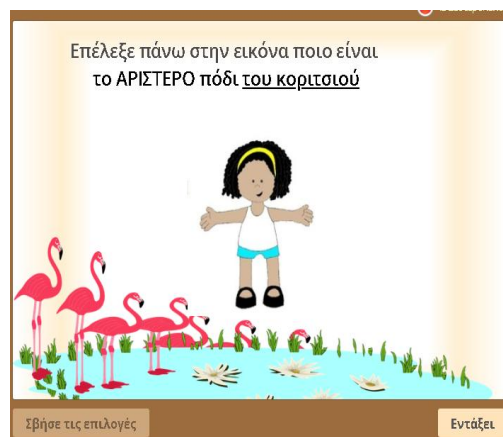 Επέλεξε πάνω στην εικόνα ποιο είναι
το ΑΡΙΣΤΕΡΟ πόδι του κοριτσιού
Σβήσε τις επιλογές
Εντάξει